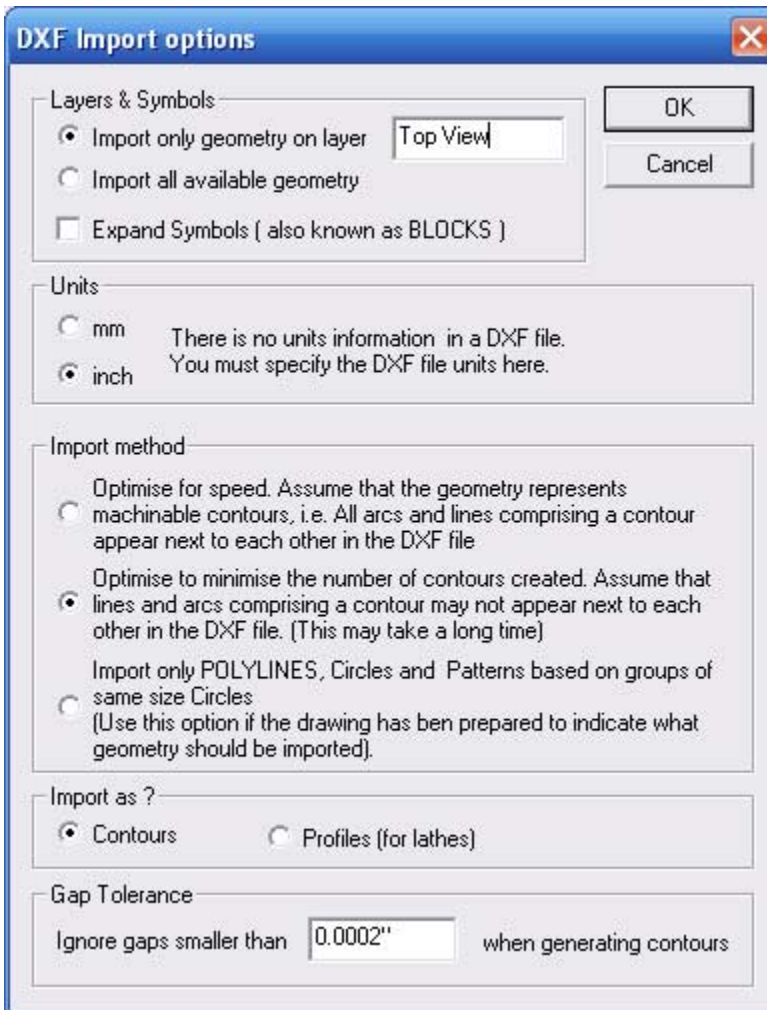 DXF Import options
Layers & Symbols
Import only geometry on layer Top View
Import all available geometry
Expand Symbols ( also known as BLOCKS )
OK
Cancel
Units
mm
inch
There is no units information in a DXF file.
You must specify the DXF file units here.
Import method
Optimise for speed. Assume that the geometry represents
machinable contours, i.e. All arcs and lines comprising a contour
appear next to each other in the DXF file
Optimise to minimise the number of contours created. Assume that
lines and arcs comprising a contour may not appear next to each
other in the DXF file. (This may take a long time)
Import only POLYLINES, Circles and Patterns based on groups of
same size Circles
(Use this option if the drawing has ben prepared to indicate what
geometry should be imported).
Import as ?
Contours
Profiles (for lathes)
Gap Tolerance
Ignore gaps smaller than 0.0002" when generating contours